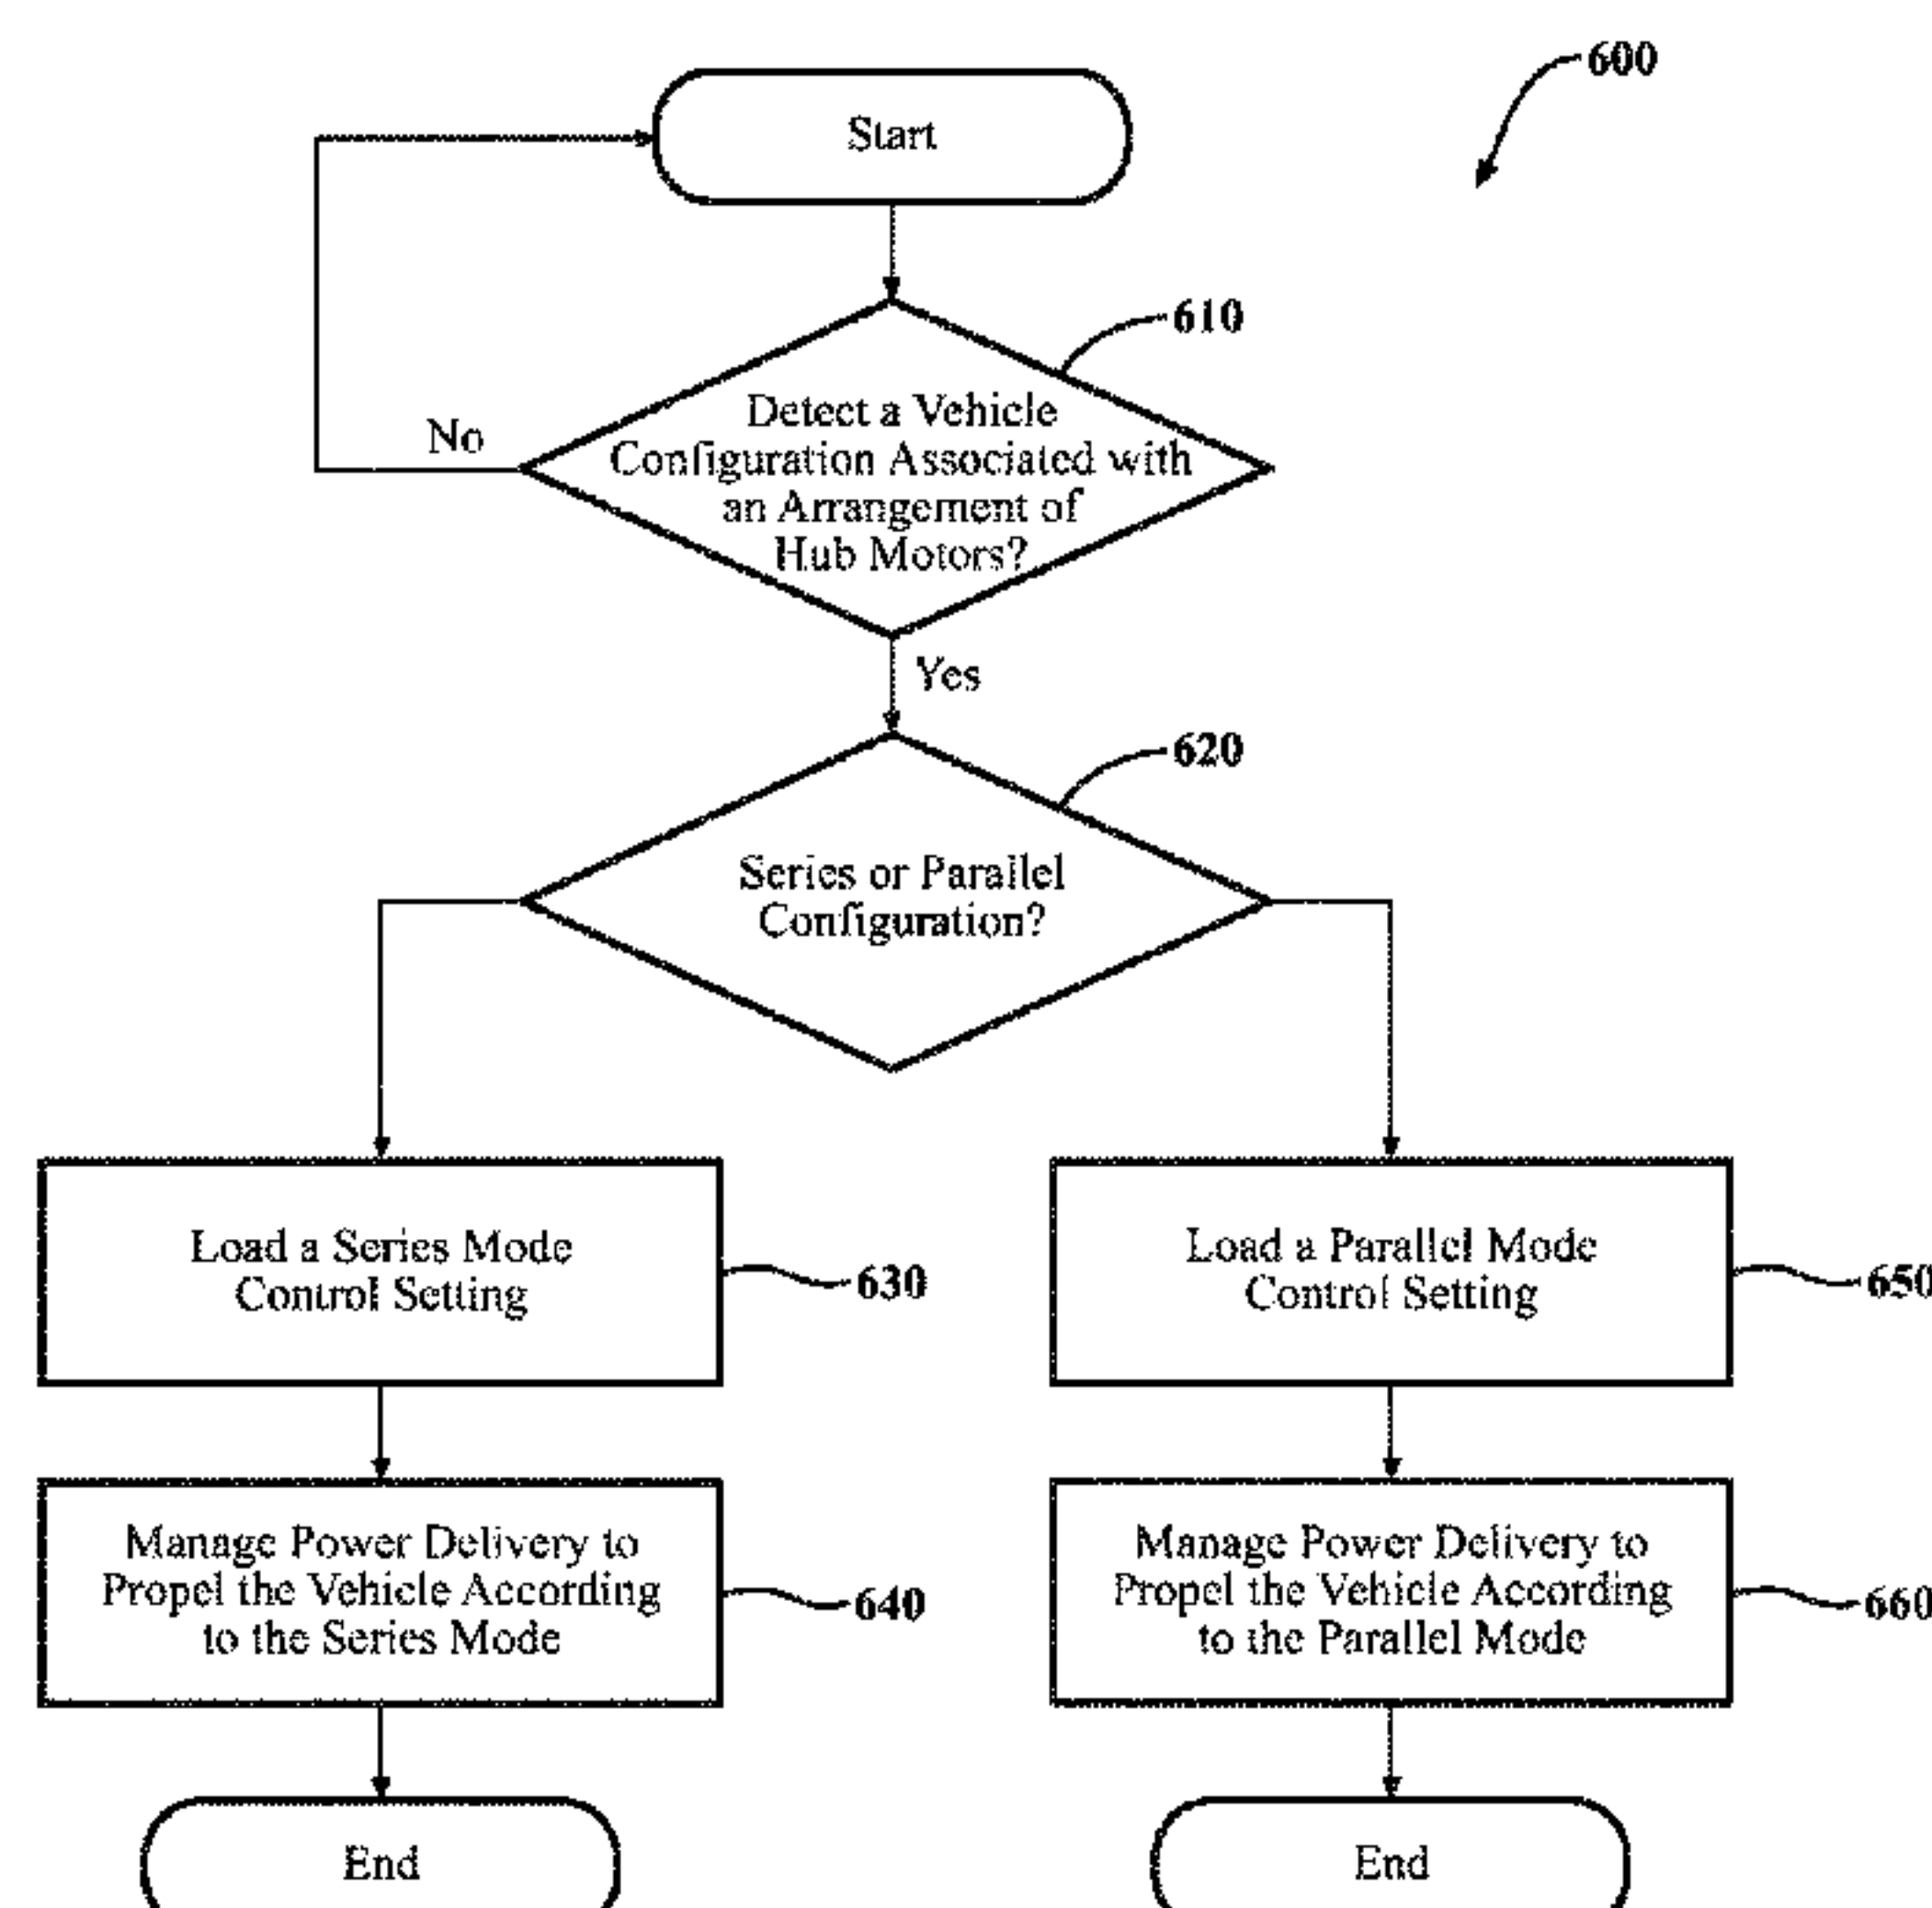 600
Start
610
Detect a Vehicle
Configuration Associated with
an Arrangement of
Hub Motors?
No
Yes
620
Series or Parallel
Configuration?
Load a Series Mode
Control Setting
630
Load a Parallel Mode
Control Setting
650
Manage Power Delivery to
Propel the Vehicle According
to the Series Mode
640
Manage Power Delivery to
Propel the Vehicle According
to the Parallel Mode
660
End
End